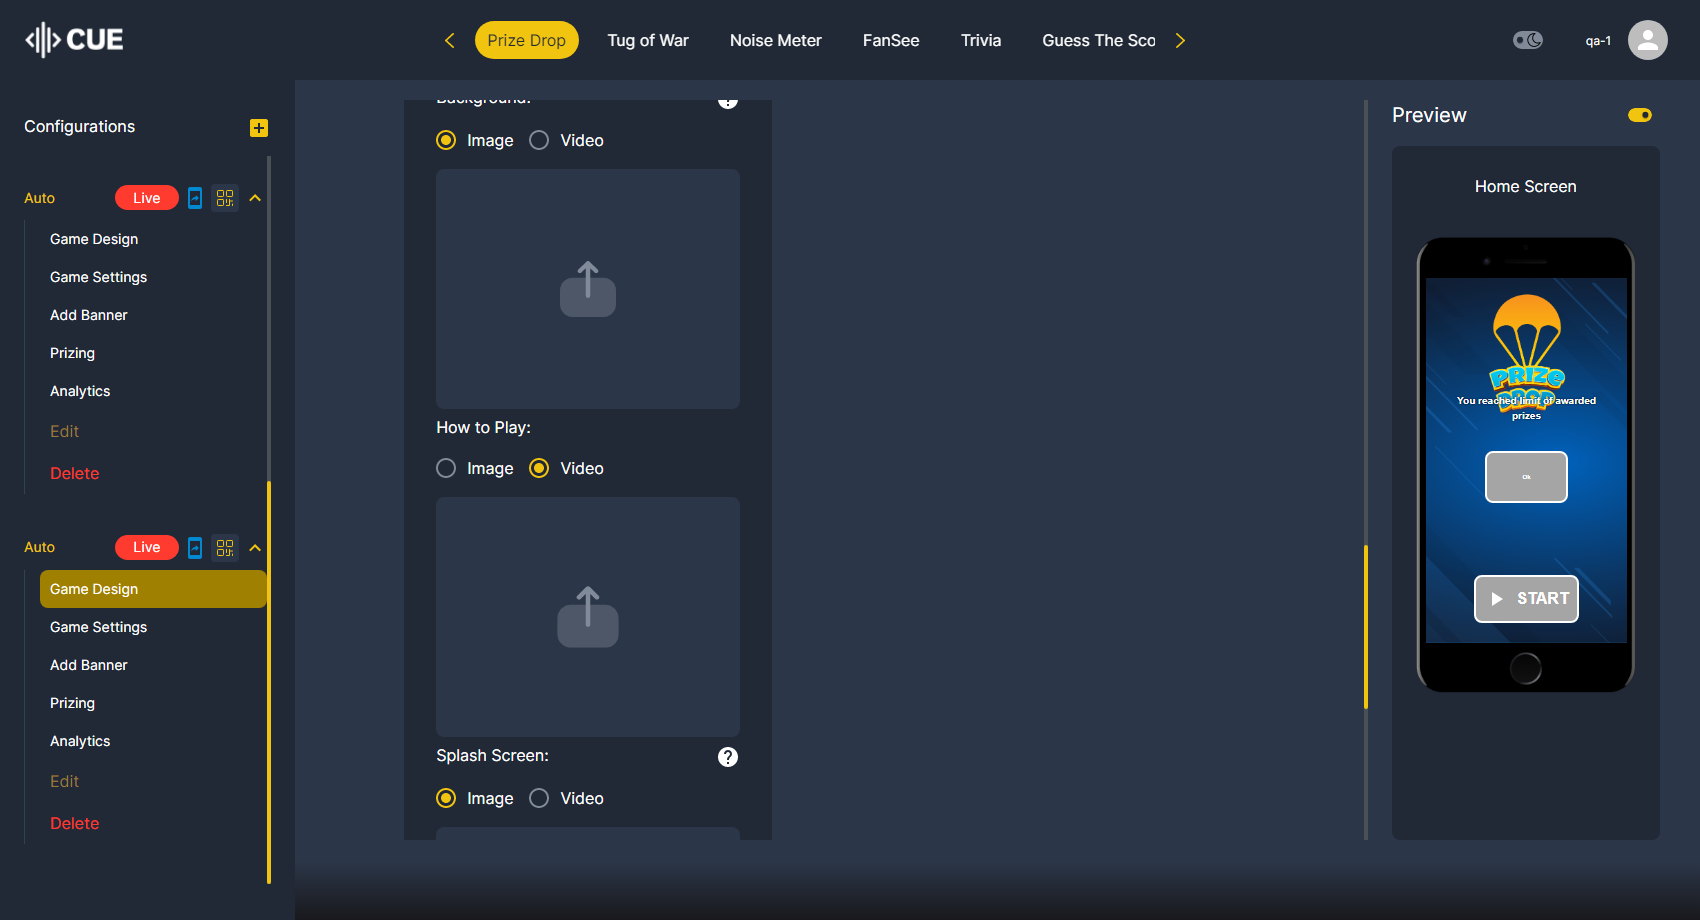 CUE
Prize Drop
Tug of War
Noise Meter
FanSee
Trivia
Guess The Sco
qa-1
Configurations
Auto
Live
Game Design
Game Settings
Add Banner
Prizing
Analytics
Edit
Delete
Auto
Live
Game Design
Game Settings
Add Banner
Prizing
Analytics
Edit
Delete
Background:
Image
Video
How to Play:
Image
Video
Splash Screen:
?
Image
Video
Preview
Home Screen
PRIZE
DROP
You reached limit of awarded
prizes
Ok
START